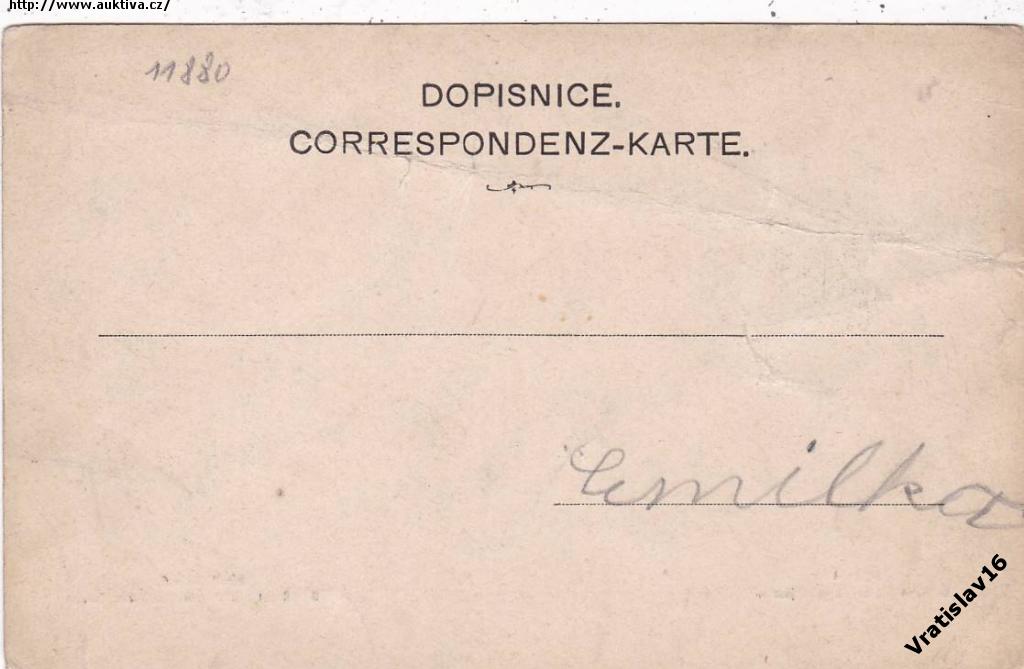 http://www.auktiva.cz/
11880
DOPISNICE.
CORRESPONDENZ-KARTE.
Emilka
Vratislav16